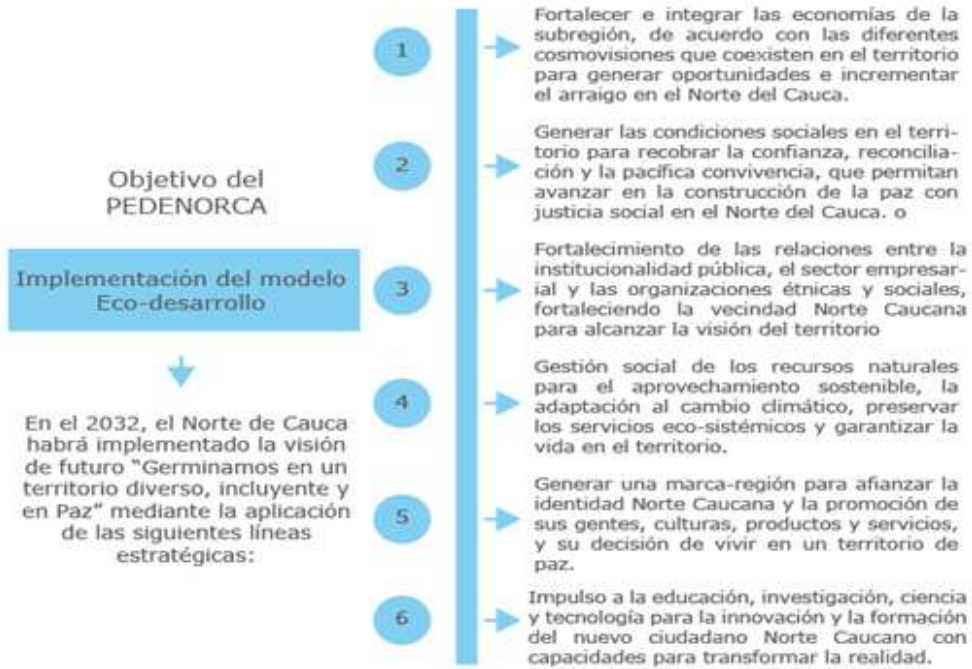 Objetivo del
PEDENORCA
Implementación del modelo
Eco-desarrollo
En el 2032, el Norte de Cauca
habrá implementado la visión
de futuro “Germinamos en un
territorio diverso, incluyente y
en Paz” mediante la aplicación
de las siguientes líneas
estratégicas:
1
Fortalecer e integrar las economías de la
subregión, de acuerdo con las diferentes
cosmovisiones que coexisten en el territorio
para generar oportunidades e incrementar
el arraigo en el Norte del Cauca.
2
Generar las condiciones sociales en el terri-
torio para recobrar la confianza, reconcilia-
ción y la pacífica convivencia, que permitan
avanzar en la construcción de la paz con
justicia social en el Norte del Cauca. o
3
Fortalecimiento de las relaciones entre la
institucionalidad pública, el sector empresar-
ial y las organizaciones étnicas y sociales,
fortaleciendo la vecindad Norte Caucana
para alcanzar la visión del territorio
4
Gestión social de los recursos naturales
para el aprovechamiento sostenible, la
adaptación al cambio climático, preservar
los servicios eco-sistémicos y garantizar la
vida en el territorio.
5
Generar una marca-región para afianzar la
identidad Norte Caucana y la promoción de
sus gentes, culturas, productos y servicios,
y su decisión de vivir en un territorio de
paz.
6
Impulso a la educación, investigación, ciencia
y tecnología para la innovación y la formación
del nuevo ciudadano Norte Caucano con
capacidades para transformar la realidad.